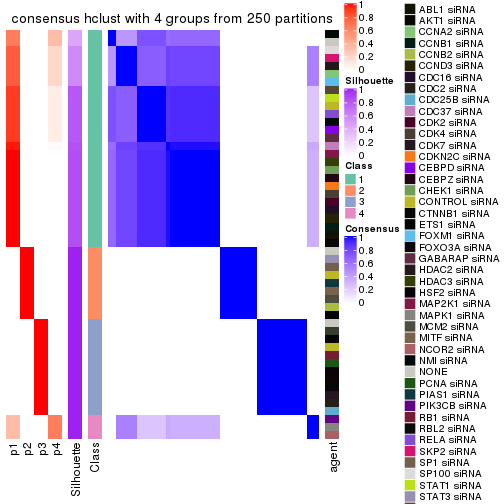 consensus hclust with 4 groups from 250 partitions
1
0.8
0.6
0.4
0.2
0
Silhouette
1
0.8
0.6
0.4
0.2
0
Class
1
2
3
4
Consensus
1
0.8
0.6
0.4
0.2
0
p1
p2
p3
p4
Silhouette
Class
agent
ABL1 siRNA
AKT1 siRNA
CCNA2 siRNA
CCNB1 siRNA
CCNB2 siRNA
CCND3 siRNA
CDC16 siRNA
CDC2 siRNA
CDC25B siRNA
CDC37 siRNA
CDK2 siRNA
CDK4 siRNA
CDK7 siRNA
CDKN2C siRNA
CEBPD siRNA
CEBPZ siRNA
CHEK1 siRNA
CONTROL siRNA
CTNNB1 siRNA
ETS1 siRNA
FOXM1 siRNA
FOXO3A siRNA
GABARAP siRNA
HDAC2 siRNA
HDAC3 siRNA
HSF2 siRNA
MAP2K1 siRNA
MAPK1 siRNA
MCM2 siRNA
MITF siRNA
NCOR2 siRNA
NMI siRNA
NONE
PCNA siRNA
PIAS1 siRNA
PIK3CB siRNA
RB1 siRNA
RBL2 siRNA
RELA siRNA
SKP2 siRNA
SP1 siRNA
SP100 siRNA
STAT1 siRNA
STAT3 siRNA